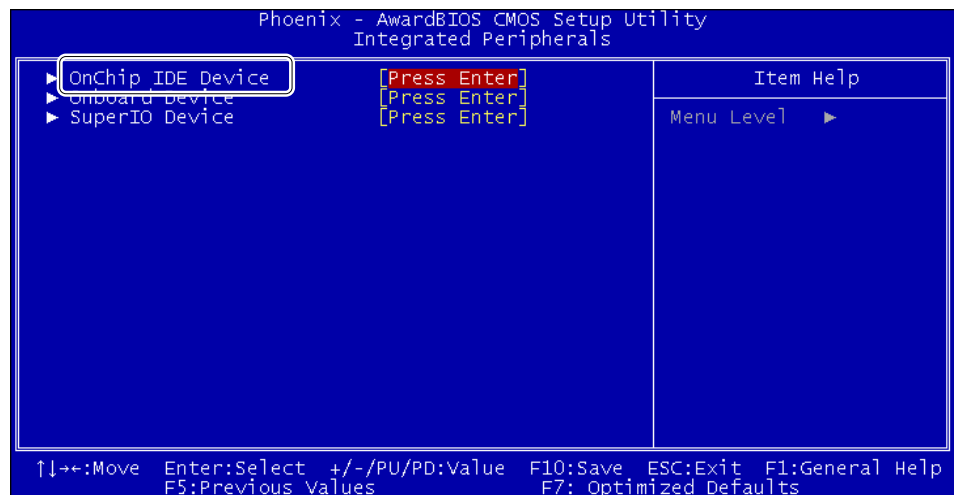 Phoenix - AwardBIOS CMOS Setup Utility
Integrated Peripherals
▶ OnChip IDE Device [Press Enter]
▶ Onboard Device [Press Enter]
▶ SuperIO Device [Press Enter]
Item Help
Menu Level ▶
↑↓→←:Move Enter:Select +/-/PU/PD:Value F10:Save ESC:Exit F1:General Help
F5:Previous Values F7: Optimized Defaults